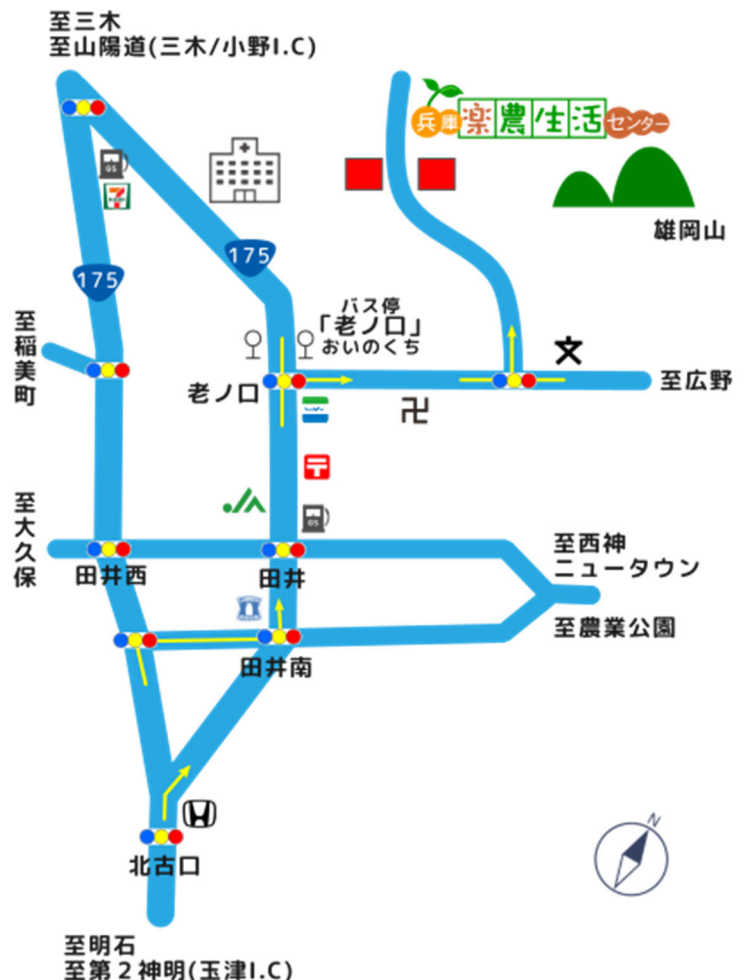 至三木
至山陽道(三木/小野I.C)
兵庫楽農生活センター
GS
雄岡山
175
175
バス停
「老ノ口」
おいのくち
至稲美町
老ノ口
至広野
卍
GS
至大久保
田井西
田井
至西神
ニュータウン
至農業公園
田井南
N
北古口
至明石
至第２神明(玉津I.C)